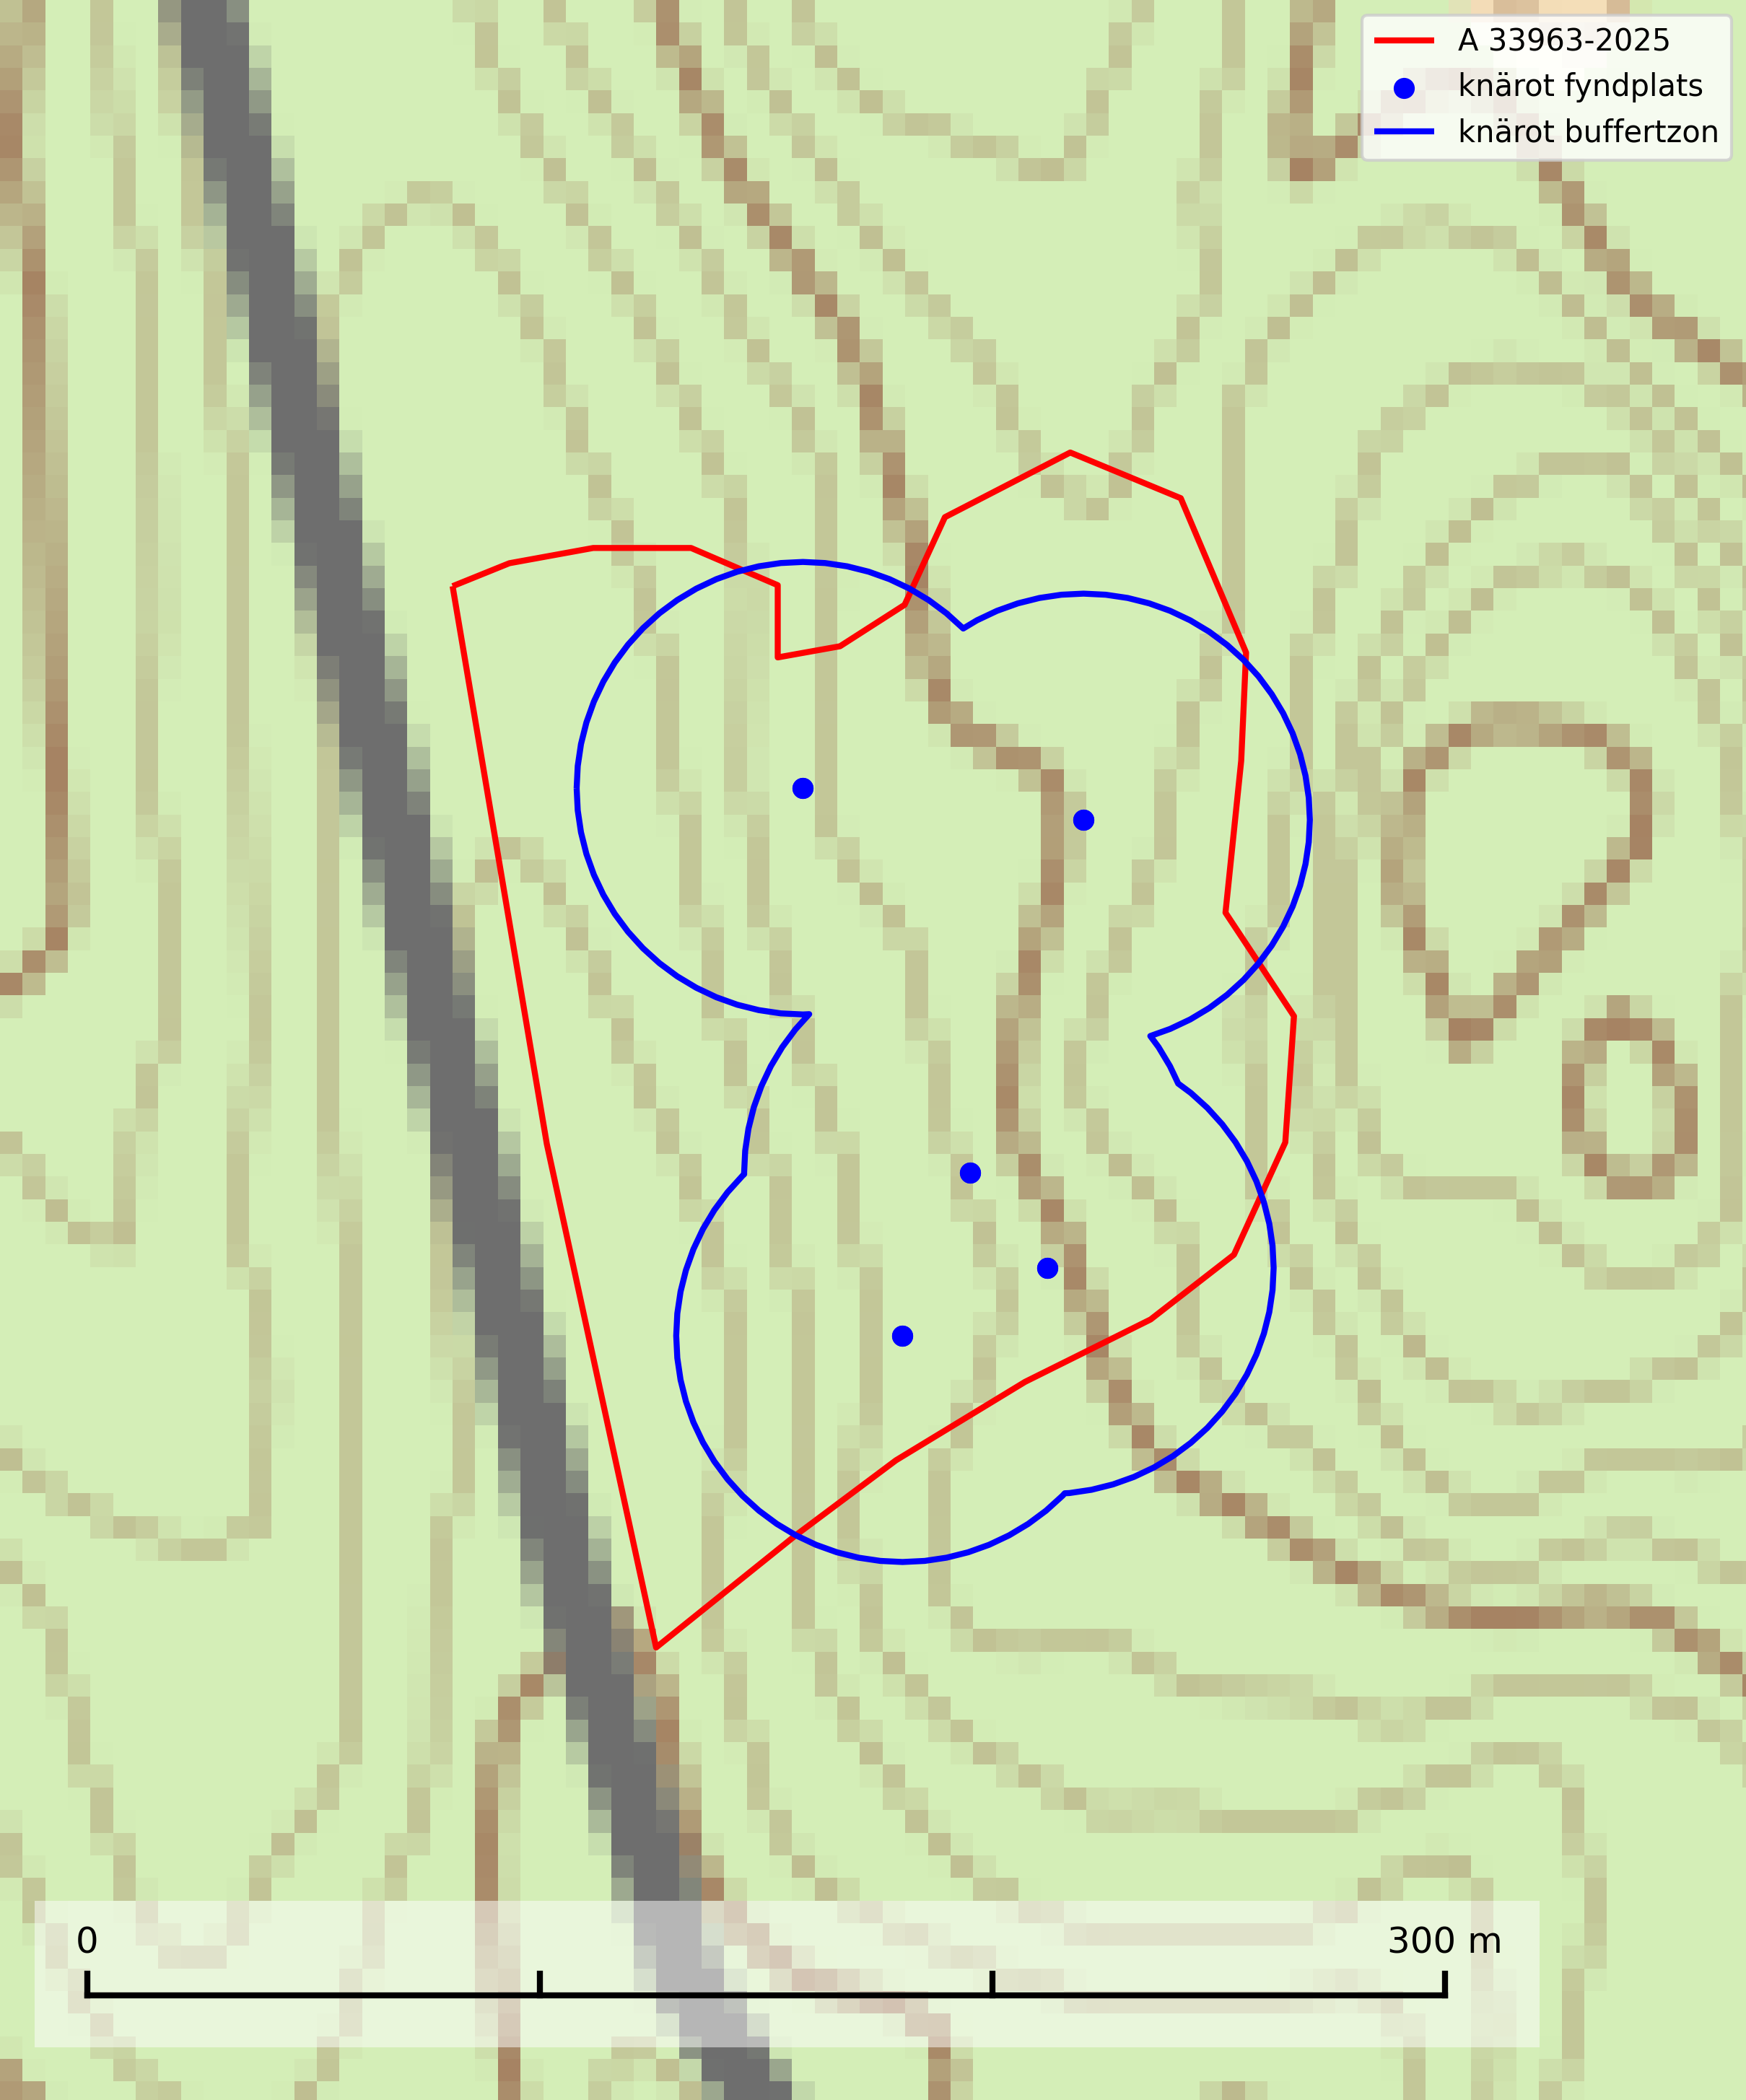 A 33963-2025
knärot fyndplats
knärot buffertzon
0
300 m